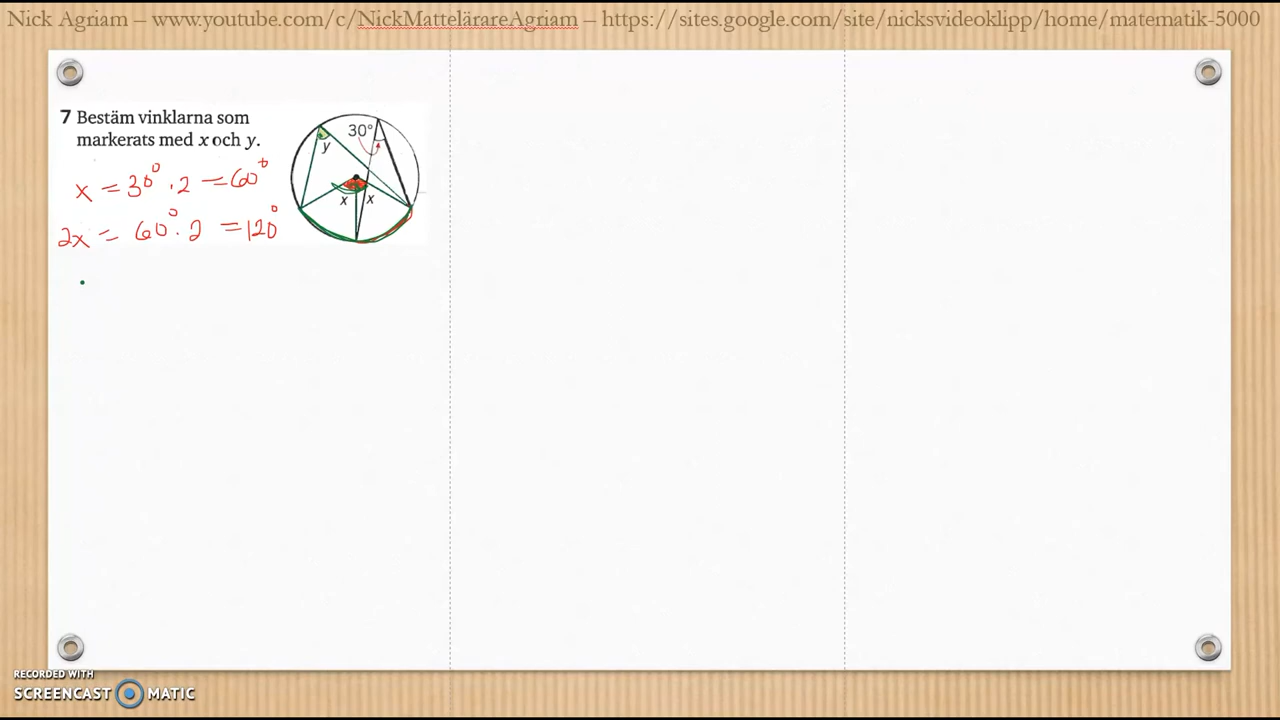 Nick Agriam – www.youtube.com/c/NickMattelärareAgriam – https://sites.google.com/site/nicksvideoklipp/home/matematik-5000
7 Bestäm vinklarna som
markerats med x och y.
x = 30° · 2 = 60°
2x = 60° · 2 = 120°
30°
y
x x
RECORDED WITH
SCREENCAST MATIC